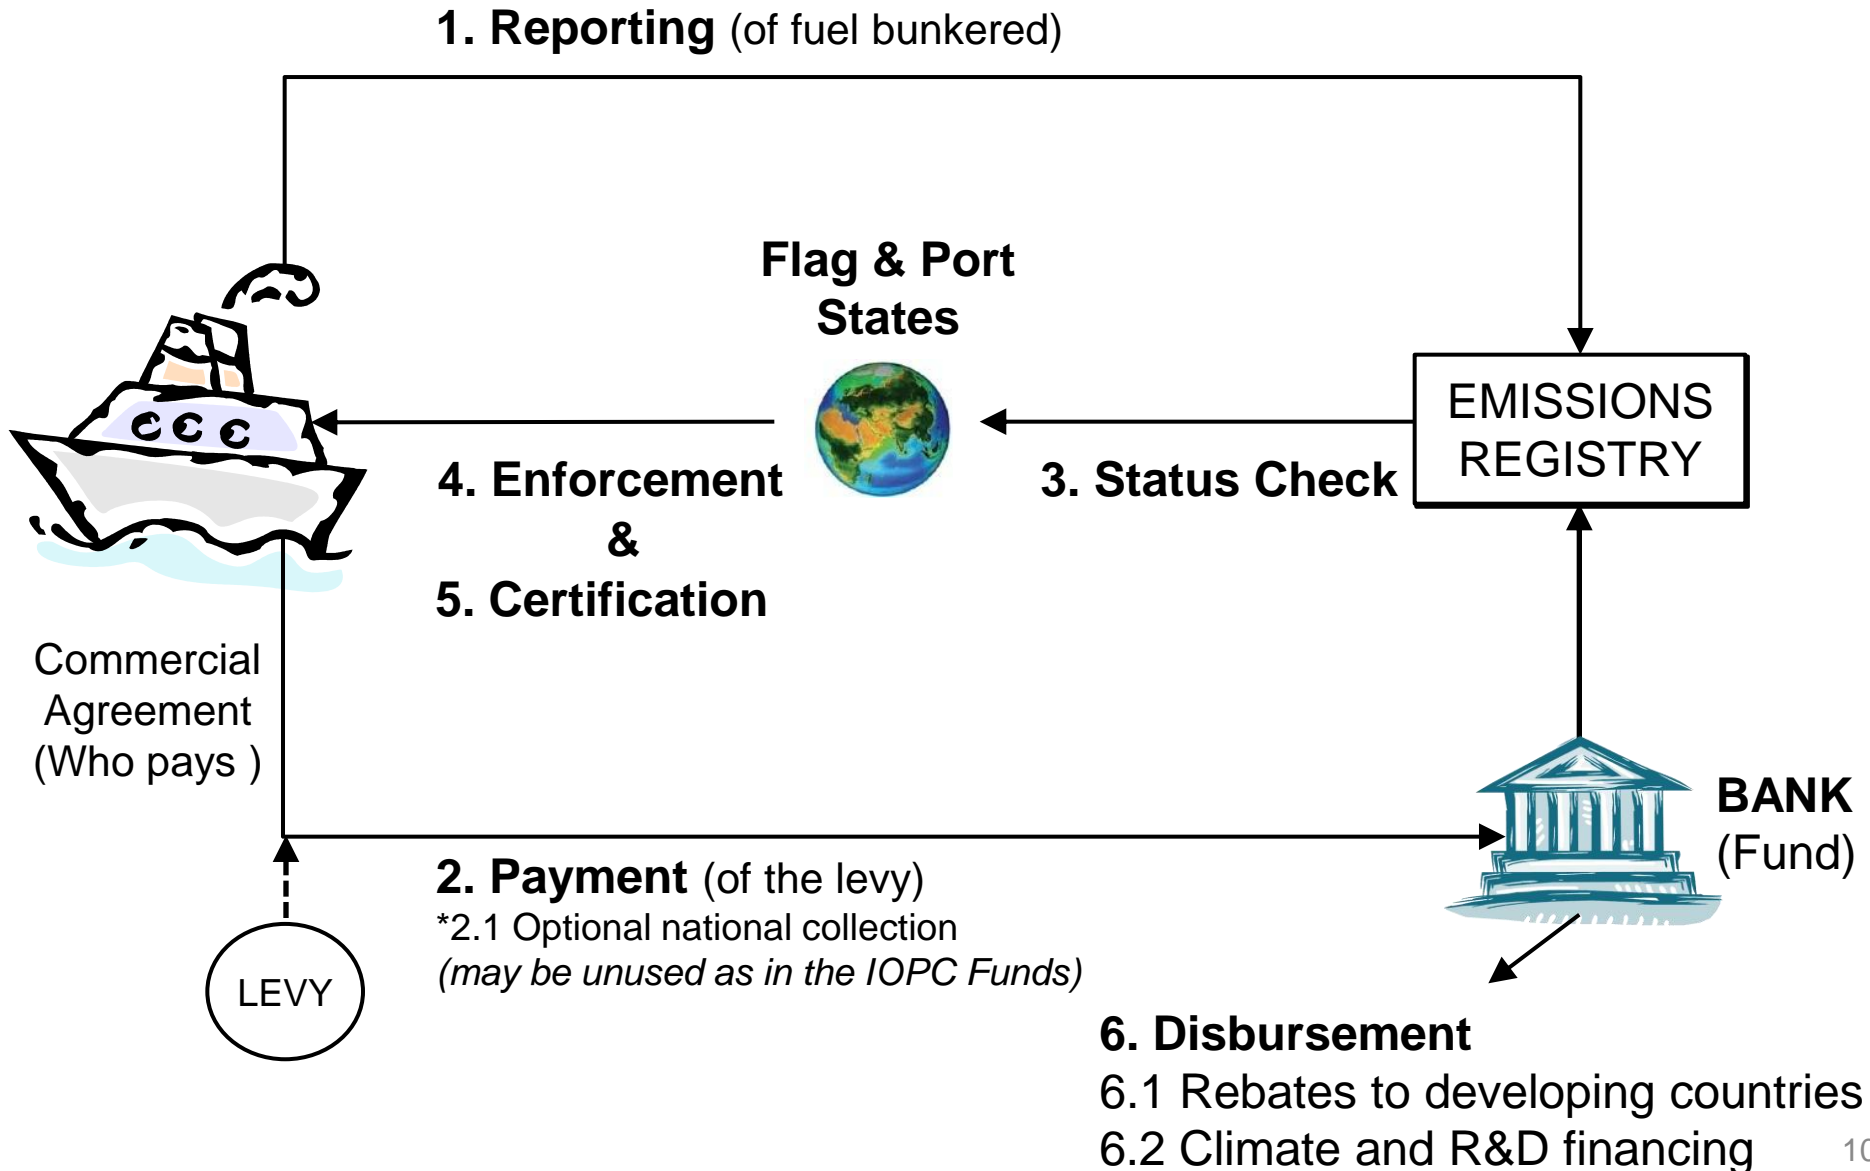 1. Reporting (of fuel bunkered)
Flag & Port
States
EMISSIONS
REGISTRY
4. Enforcement
&
5. Certification
3. Status Check
Commercial
Agreement
(Who pays )
BANK
(Fund)
2. Payment (of the levy)
*2.1 Optional national collection
(may be unused as in the IOPC Funds)
LEVY
6. Disbursement
6.1 Rebates to developing countries
6.2 Climate and R&D financing
10